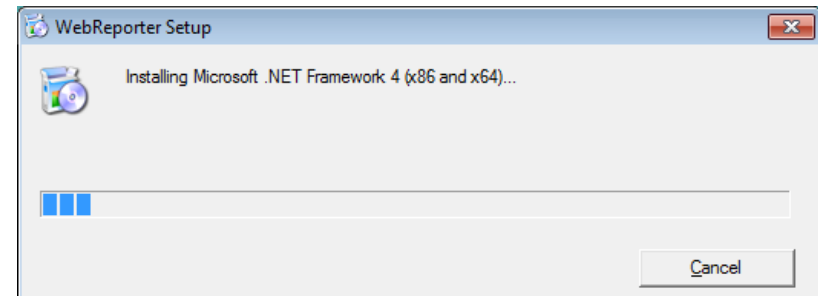 WebReporter Setup
Installing Microsoft .NET Framework 4 (x86 and x64)...
Cancel